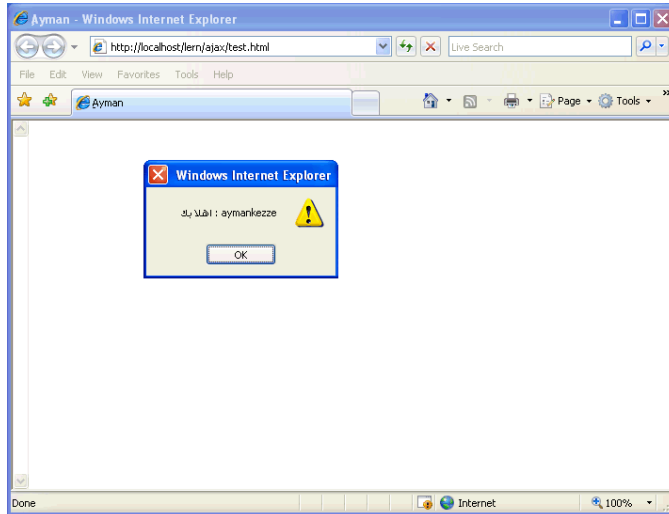 Ayman - Windows Internet Explorer
http://localhost/lern/ajax/test.html
Live Search
File Edit View Favorites Tools Help
Ayman
Page
Tools
Windows Internet Explorer
اهلا بك : aymankezze
OK
Done
Internet
100%